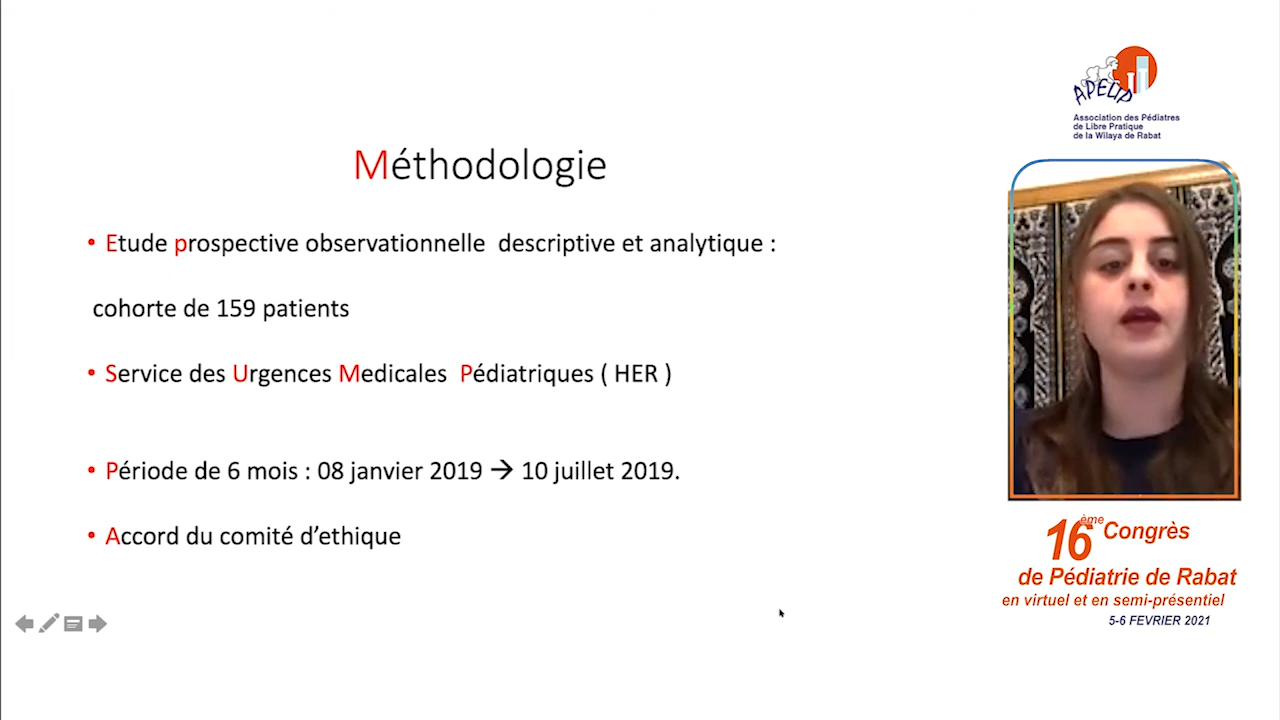 Méthodologie
• Etude prospective observationnelle descriptive et analytique :
cohorte de 159 patients
• Service des Urgences Medicales Pédiatriques ( HER )
• Période de 6 mois : 08 janvier 2019 → 10 juillet 2019.
• Accord du comité d’ethique
APELIP
Association des Pédiatres
de Libre Pratique
de la Wilaya de Rabat
16ème Congrès
de Pédiatrie de Rabat
en virtuel et en semi-présentiel
5-6 FEVRIER 2021